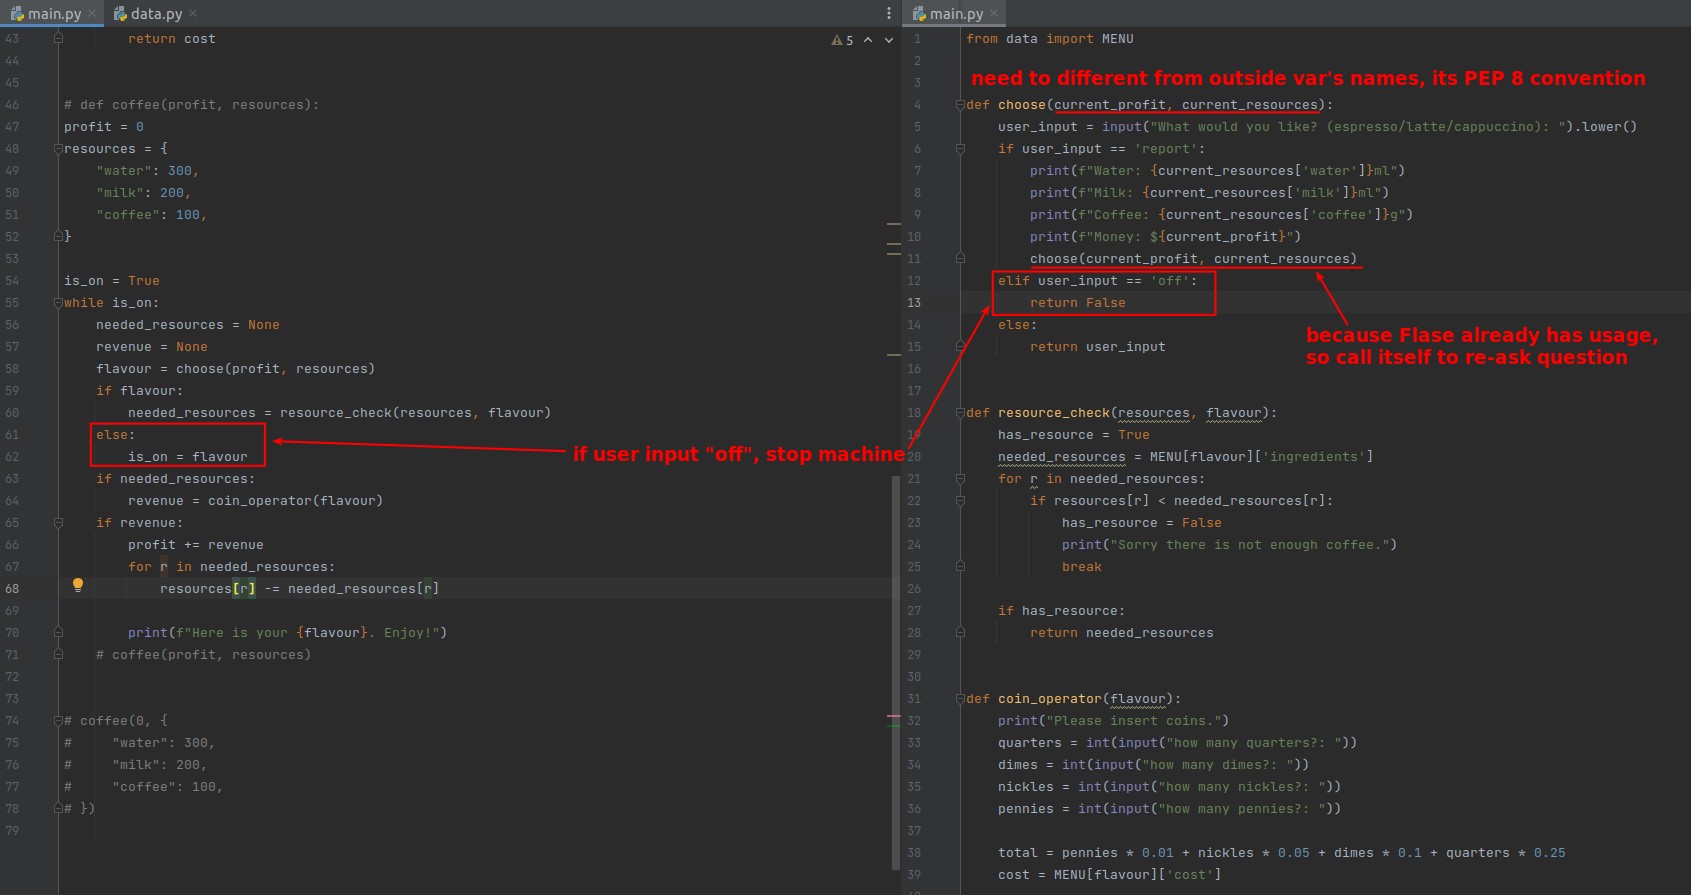 main.py
data.py
5
43 return cost
44
45
46 # def coffee(profit, resources):
47 profit = 0
48 resources = {
49 "water": 300,
50 "milk": 200,
51 "coffee": 100,
52 }
53
54 is_on = True
55 while is_on:
56 needed_resources = None
57 revenue = None
58 flavour = choose(profit, resources)
59 if flavour:
60 needed_resources = resource_check(resources, flavour)
61 else:
62 is_on = flavour
63 if needed_resources:
64 revenue = coin_operator(flavour)
65 if revenue:
66 profit += revenue
67 for r in needed_resources:
68 resources[r] -= needed_resources[r]
69
70 print(f"Here is your {flavour}. Enjoy!")
71 # coffee(profit, resources)
72
73
74 # coffee(0, {
75 # "water": 300,
76 # "milk": 200,
77 # "coffee": 100,
78 # })
79
if user input "off", stop machine
main.py
1 from data import MENU
2
3
need to different from outside var's names, its PEP 8 convention
4 def choose(current_profit, current_resources):
5 user_input = input("What would you like? (espresso/latte/cappuccino): ").lower()
6 if user_input == 'report':
7 print(f"Water: {current_resources['water']}ml")
8 print(f"Milk: {current_resources['milk']}ml")
9 print(f"Coffee: {current_resources['coffee']}g")
10 print(f"Money: ${current_profit}")
11 choose(current_profit, current_resources)
12 elif user_input == 'off':
13 return False
14 else:
15 return user_input
because Flase already has usage,
so call itself to re-ask question
16
17
18 def resource_check(resources, flavour):
19 has_resource = True
20 needed_resources = MENU[flavour]['ingredients']
21 for r in needed_resources:
22 if resources[r] < needed_resources[r]:
23 has_resource = False
24 print("Sorry there is not enough coffee.")
25 break
26
27 if has_resource:
28 return needed_resources
29
30
31 def coin_operator(flavour):
32 print("Please insert coins.")
33 quarters = int(input("how many quarters?: "))
34 dimes = int(input("how many dimes?: "))
35 nickles = int(input("how many nickles?: "))
36 pennies = int(input("how many pennies?: "))
37
38 total = pennies * 0.01 + nickles * 0.05 + dimes * 0.1 + quarters * 0.25
39 cost = MENU[flavour]['cost']